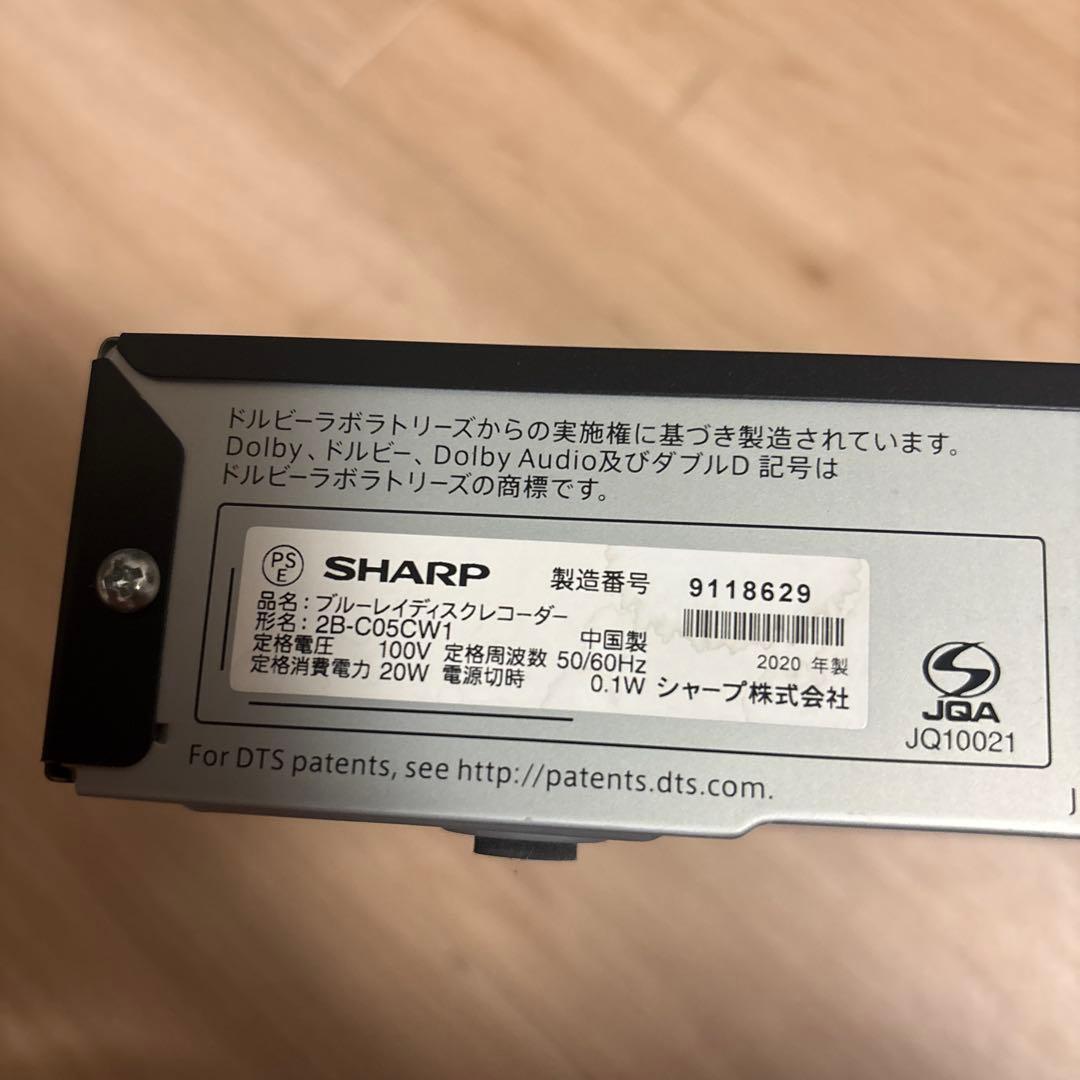 ドルビーラボラトリーズからの実施権に基づき製造されています。
Dolby、ドルビー、Dolby Audio及びダブルD 記号は
ドルビーラボラトリーズの商標です。
PS
E
SHARP 製造番号 9118629
品名：ブルーレイディスクレコーダー
形名：2B-C05CW1 中国製
定格電圧 100V 定格周波数 50/60Hz 2020 年製
定格消費電力 20W 電源切時 0.1W シャープ株式会社
JQA
JQ10021
For DTS patents, see http://patents.dts.com.
J